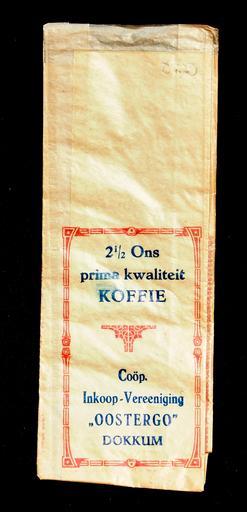 2½ Ons
prima kwaliteit
KOFFIE
Coöp.
Inkoop-Vereeniging
„OOSTERGO"
DOKKUM